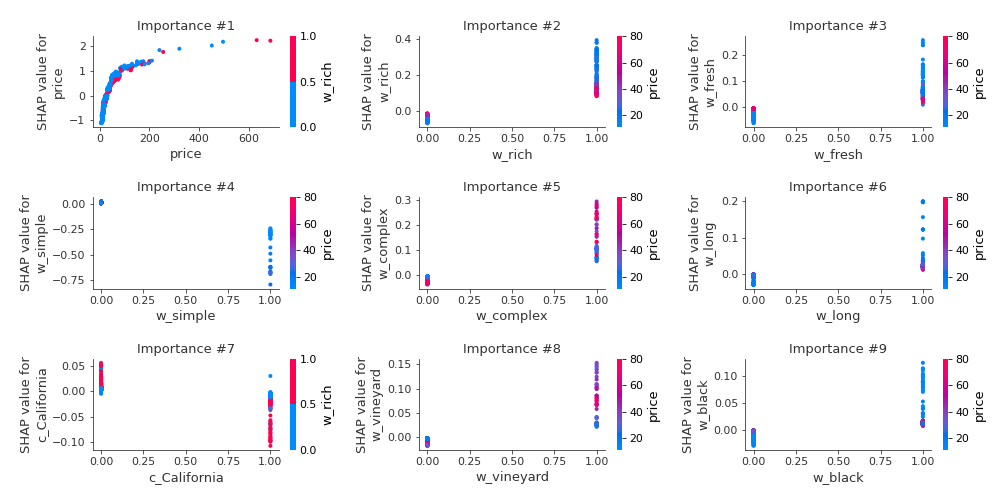 Importance #1
SHAP value for
price
2
1
0
−1
0
200
400
600
price
1.0
0.5
0.0
w_rich
Importance #2
SHAP value for
w_rich
0.4
0.2
0.0
0.00
0.25
0.50
0.75
1.00
w_rich
80
60
40
20
price
Importance #3
SHAP value for
w_fresh
0.2
0.0
0.00
0.25
0.50
0.75
1.00
w_fresh
80
60
40
20
price
Importance #4
SHAP value for
w_simple
0.00
−0.25
−0.50
−0.75
0.00
0.25
0.50
0.75
1.00
w_simple
80
60
40
20
price
Importance #5
SHAP value for
w_complex
0.3
0.2
0.1
0.0
0.00
0.25
0.50
0.75
1.00
w_complex
80
60
40
20
price
Importance #6
SHAP value for
w_long
0.2
0.1
0.0
0.00
0.25
0.50
0.75
1.00
w_long
80
60
40
20
price
Importance #7
SHAP value for
c_California
0.05
0.00
−0.05
−0.10
0.00
0.25
0.50
0.75
1.00
c_California
1.0
0.5
0.0
w_rich
Importance #8
SHAP value for
w_vineyard
0.15
0.10
0.05
0.00
0.00
0.25
0.50
0.75
1.00
w_vineyard
80
60
40
20
price
Importance #9
SHAP value for
w_black
0.10
0.05
0.00
0.00
0.25
0.50
0.75
1.00
w_black
80
60
40
20
price